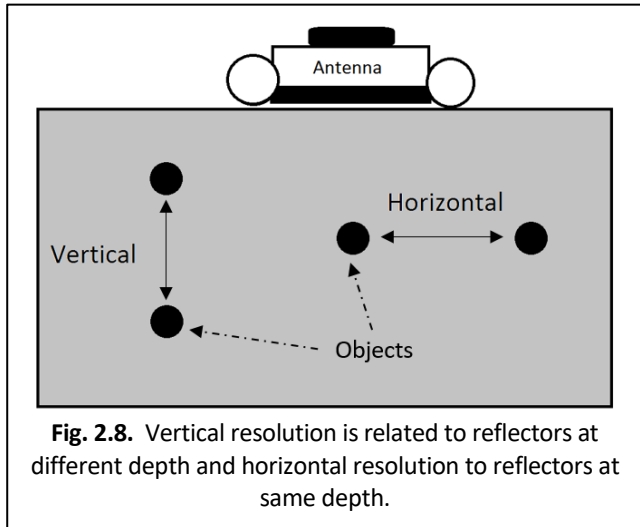 Antenna
Horizontal
Vertical
Objects
Fig. 2.8. Vertical resolution is related to reflectors at
different depth and horizontal resolution to reflectors at
same depth.